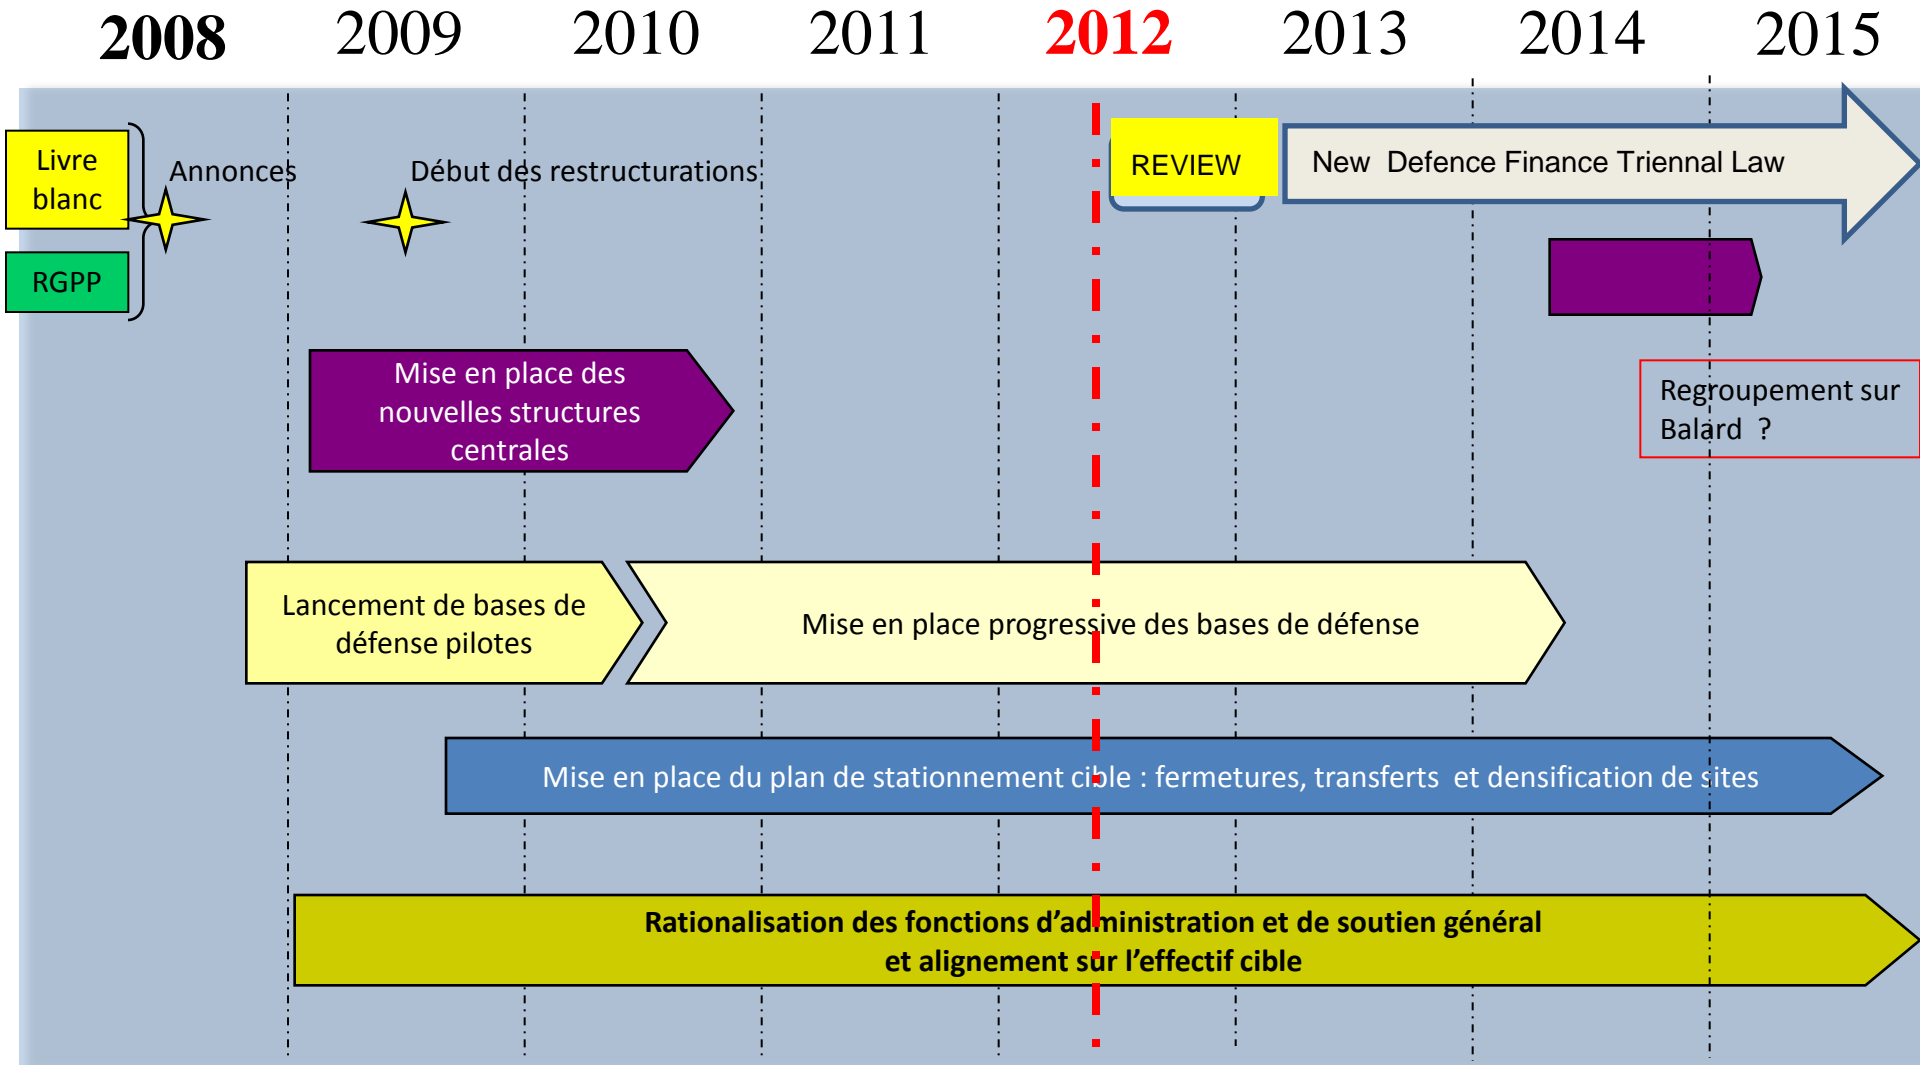 2008 2009 2010 2011 2012 2013 2014 2015
Livre
blanc
RGPP
Annonces
Début des restructurations
REVIEW
New Defence Finance Triennal Law
Mise en place des
nouvelles structures
centrales
Regroupement sur
Balard ?
Lancement de bases de
défense pilotes
Mise en place progressive des bases de défense
Mise en place du plan de stationnement cible : fermetures, transferts et densification de sites
Rationalisation des fonctions d’administration et de soutien général
et alignement sur l’effectif cible